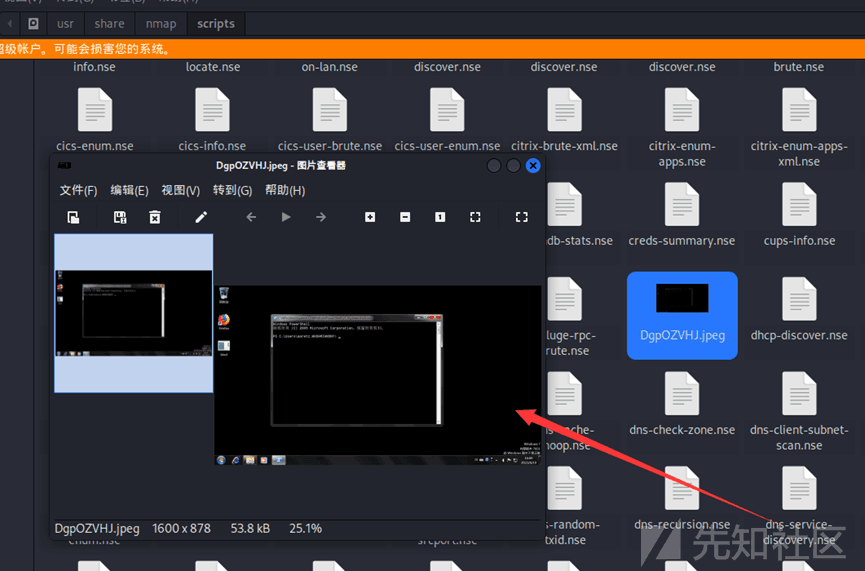 usr
share
nmap
scripts
超级帐户。可能会损害您的系统。
info.nse
locate.nse
on-lan.nse
discover.nse
discover.nse
discover.nse
brute.nse
cics-enum.nse
cics-info.nse
cics-user-brute.nse
cics-user-enum.nse
citrix-brute-xml.nse
citrix-enum-
apps.nse
citrix-enum-apps-
xml.nse
DgpOZVHJ.jpeg - 图片查看器
文件(F)
编辑(E)
视图(V)
转到(G)
帮助(H)
db-stats.nse
creds-summary.nse
cups-info.nse
luge-rpc-
rute.nse
DgpOZVHJ.jpeg
dhcp-discover.nse
noop.nse
dns-check-zone.nse
dns-client-subnet-
scan.nse
DgpOZVHJ.jpeg
1600 x 878
53.8 kB
25.1%
s-random-
txid.nse
dns-recursion.nse
dns-service-
discovery.nse
先知社区